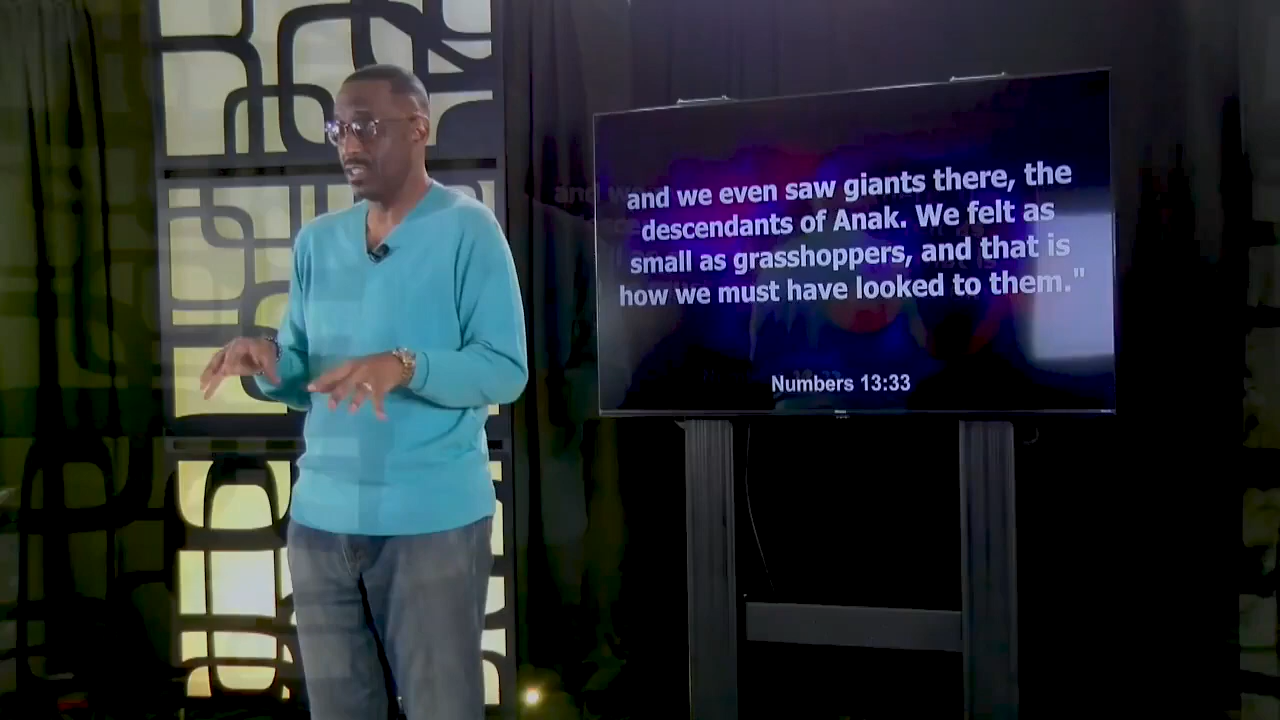 and we even saw giants there, the
descendants of Anak. We felt as
small as grasshoppers, and that is
how we must have looked to them."
Numbers 13:33